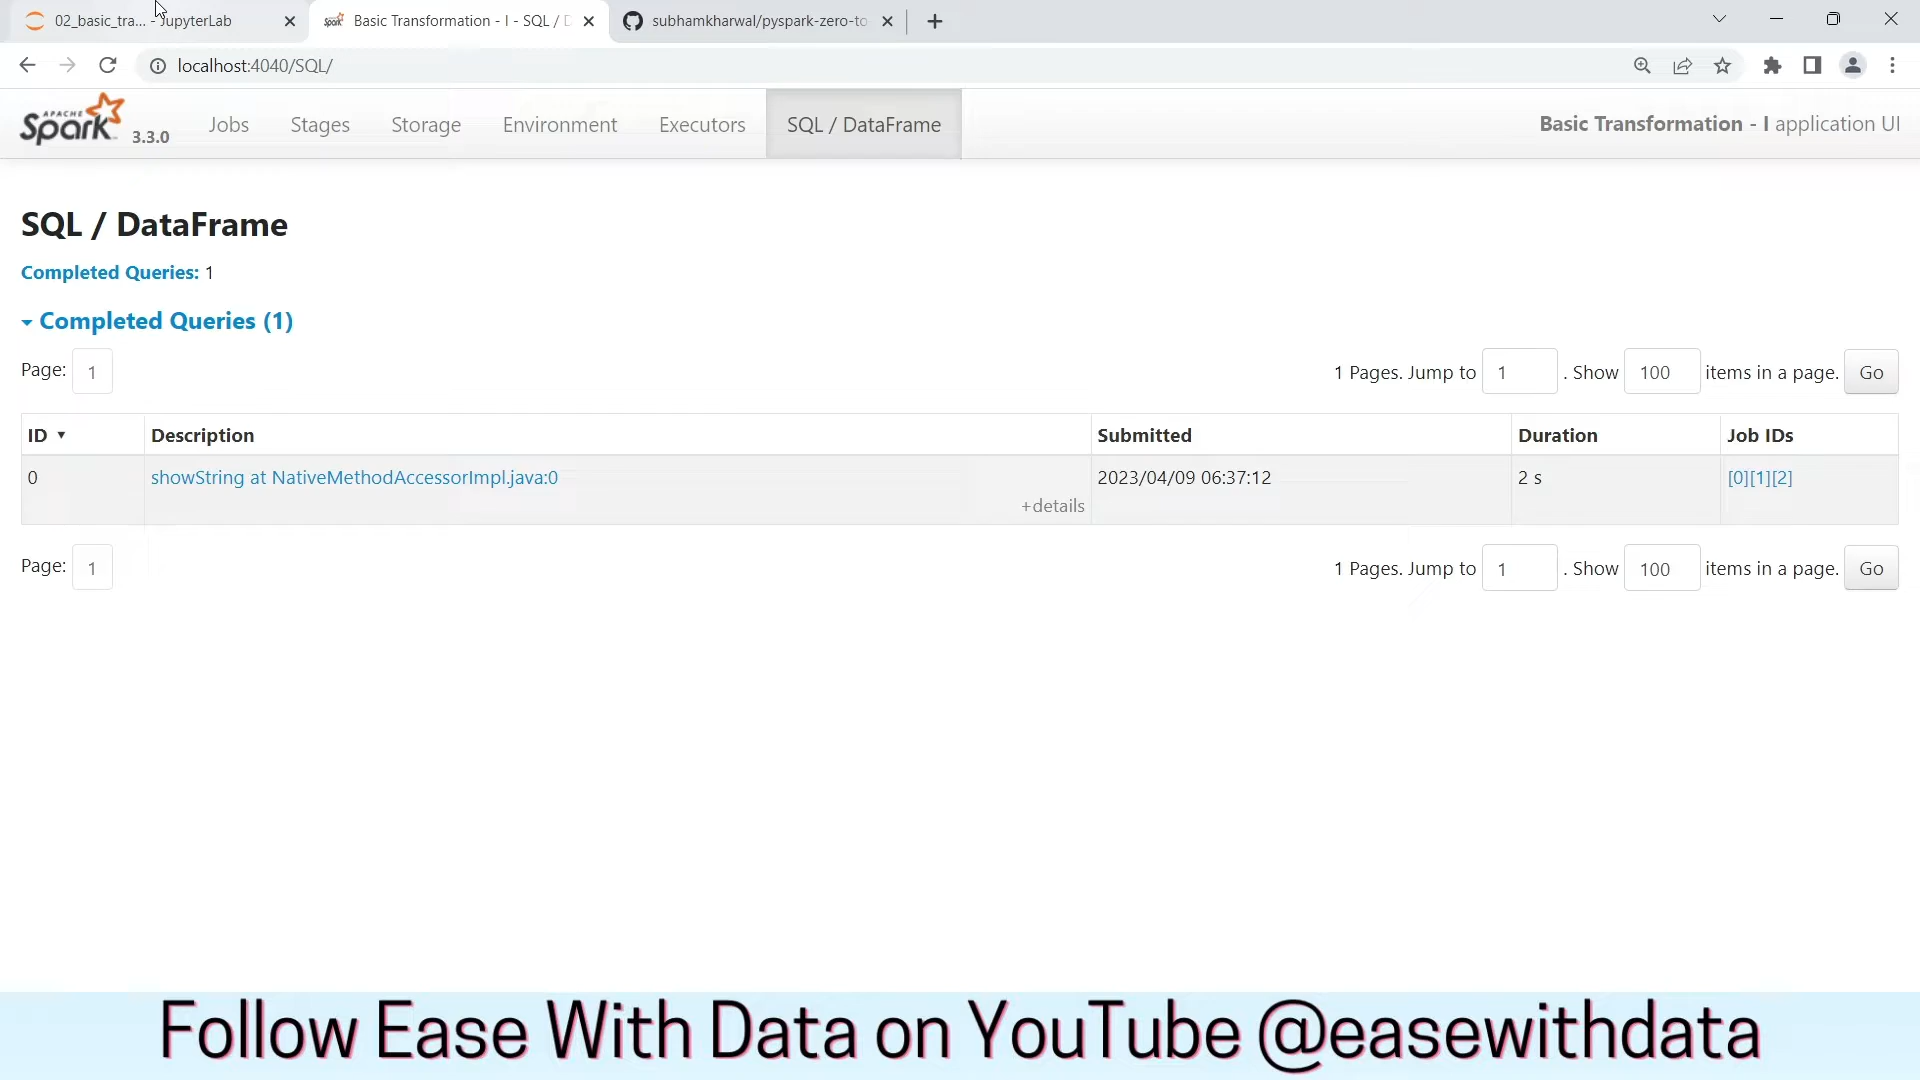 02_basic_tra... - JupyterLab
Basic Transformation - I - SQL / D
subhamkharwal/pyspark-zero-to-
localhost:4040/SQL/
APACHE Spark 3.3.0
Jobs
Stages
Storage
Environment
Executors
SQL / DataFrame
Basic Transformation - I application UI
SQL / DataFrame
Completed Queries: 1
Completed Queries (1)
Page: 1
1 Pages. Jump to 1 . Show 100 items in a page. Go
ID ▼ Description Submitted Duration Job IDs
0 showString at NativeMethodAccessorImpl.java:0 2023/04/09 06:37:12 2 s [0][1][2]
+details
Page: 1
1 Pages. Jump to 1 . Show 100 items in a page. Go
Follow Ease With Data on YouTube @easewithdata